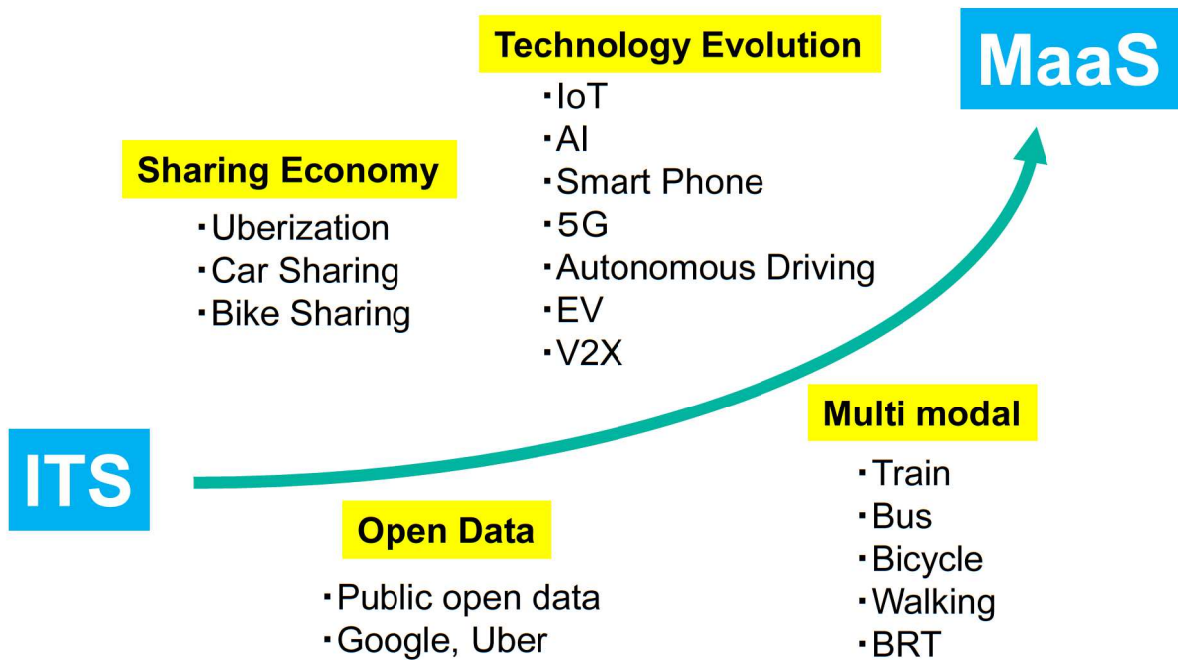 Technology Evolution
・IoT
・AI
・Smart Phone
・5G
・Autonomous Driving
・EV
・V2X
MaaS
Sharing Economy
・Uberization
・Car Sharing
・Bike Sharing
ITS
Open Data
・Public open data
・Google, Uber
Multi modal
・Train
・Bus
・Bicycle
・Walking
・BRT